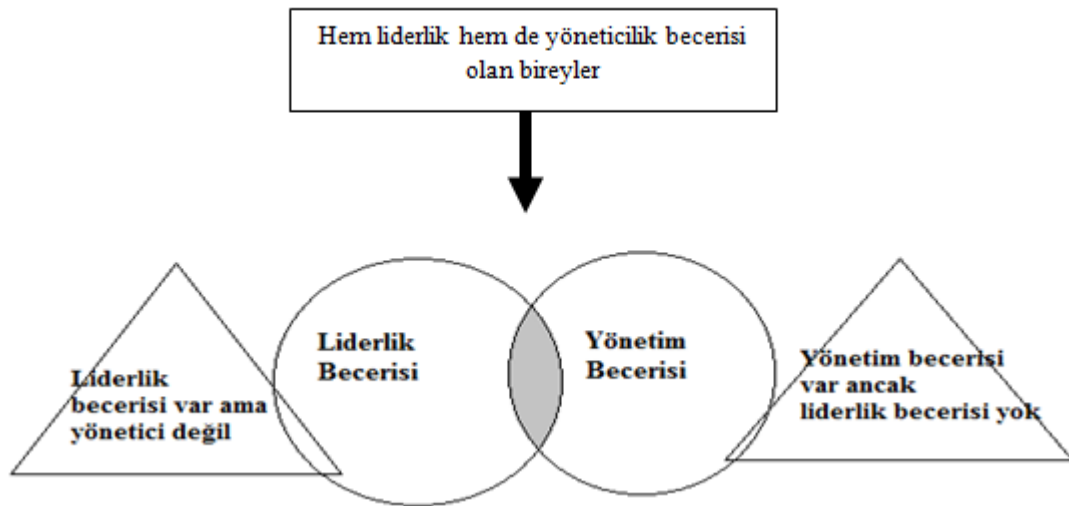 Hem liderlik hem de yöneticilik becerisi
olan bireyler
Liderlik
Becerisi
Yönetim
Becerisi
Liderlik
becerisi var ama
yönetici değil
Yönetim becerisi
var ancak
liderlik becerisi yok